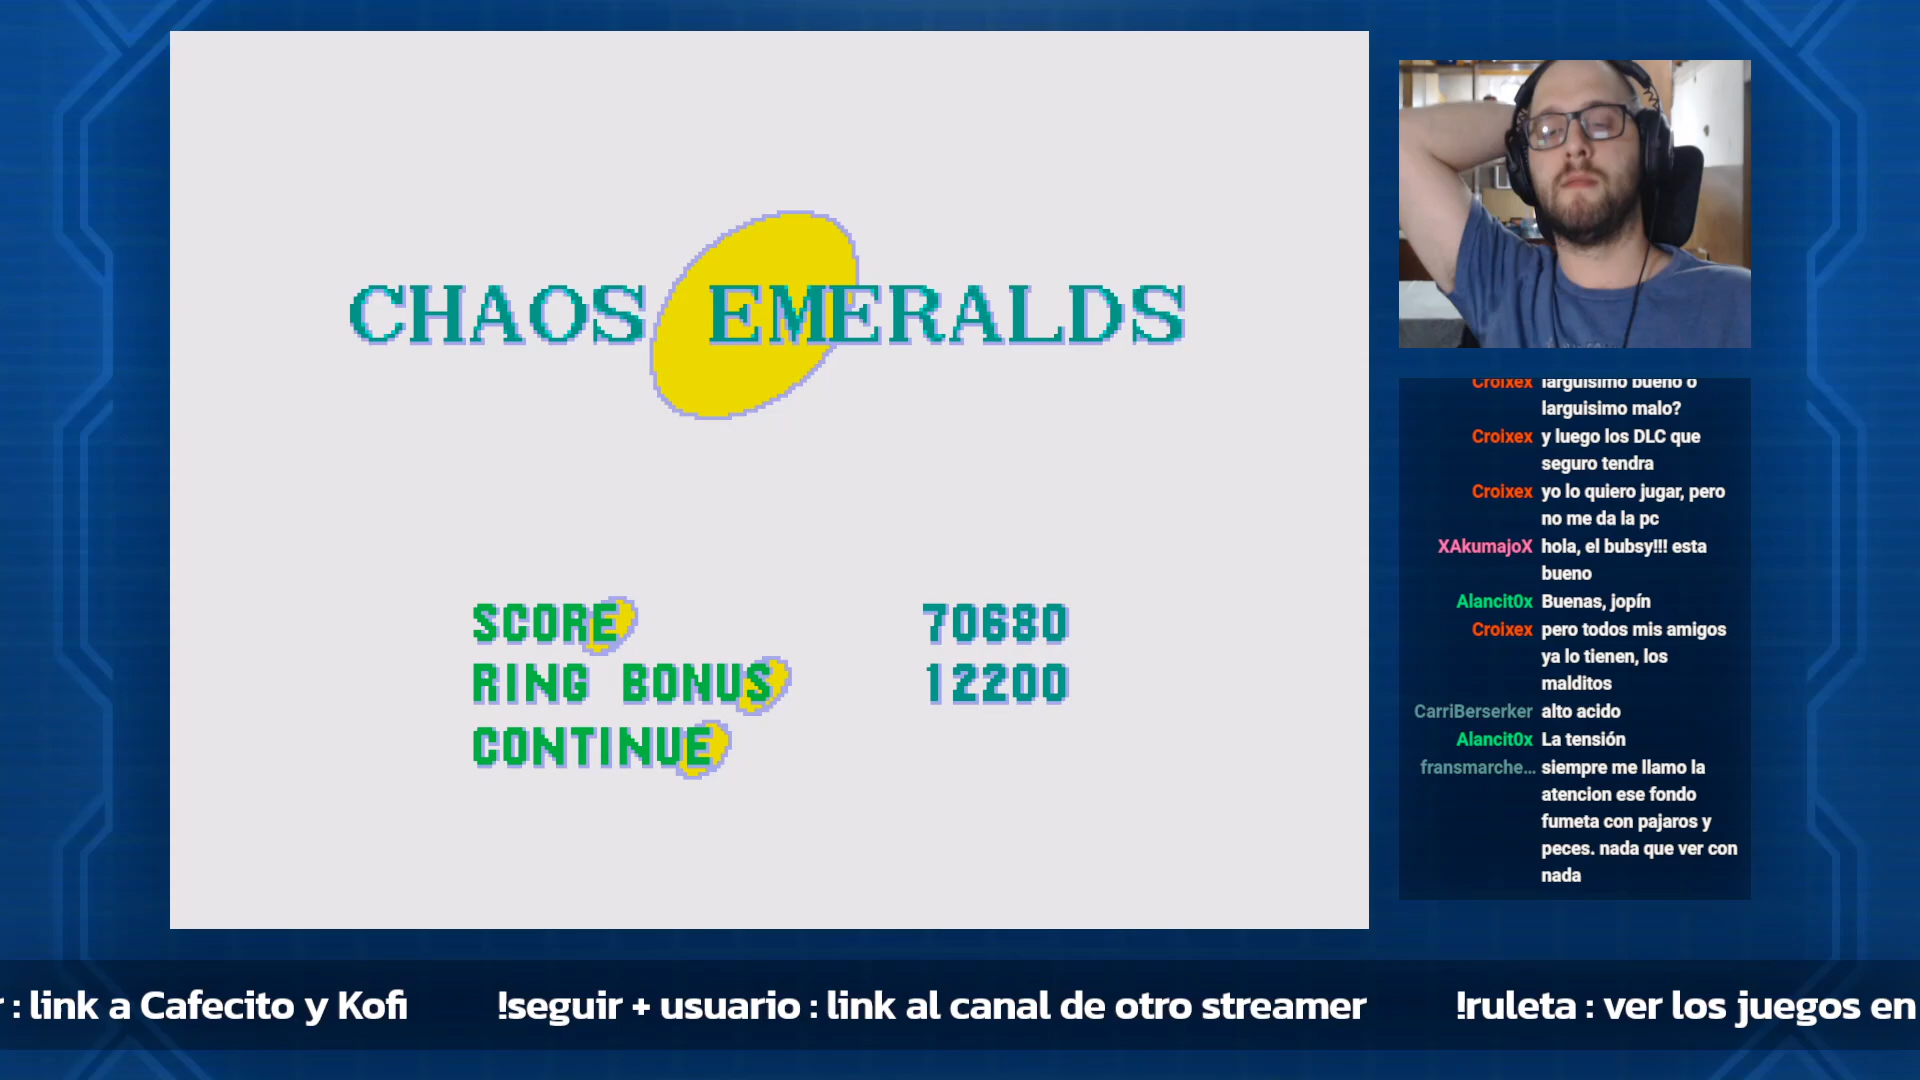 CHAOS EMERALDS
SCORE 70680
RING BONUS 12200
CONTINUE
Croixex larguisimo bueno o
larguisimo malo?
Croixex y luego los DLC que
seguro tendra
Croixex yo lo quiero jugar, pero
no me da la pc
XAkumajoX hola, el bubsy!!! esta
bueno
Alancit0x Buenas, jopín
Croixex pero todos mis amigos
ya lo tienen, los
malditos
CarriBerserker alto acido
Alancit0x La tensión
fransmarche... siempre me llamo la
atencion ese fondo
fumeta con pajaros y
peces. nada que ver con
nada
: link a Cafecito y Kofi !seguir + usuario : link al canal de otro streamer !ruleta : ver los juegos en